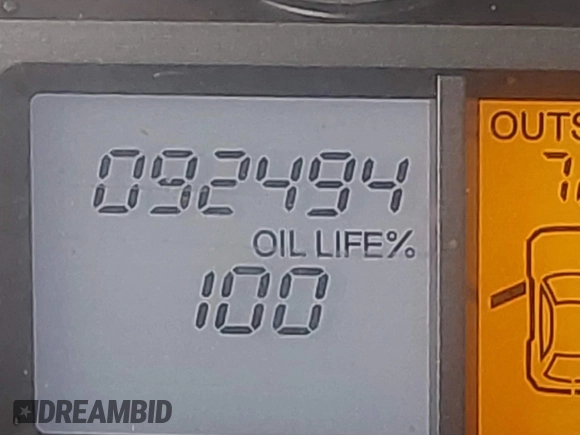 092494
OUTS
OIL LIFE%
100
DREAMBID